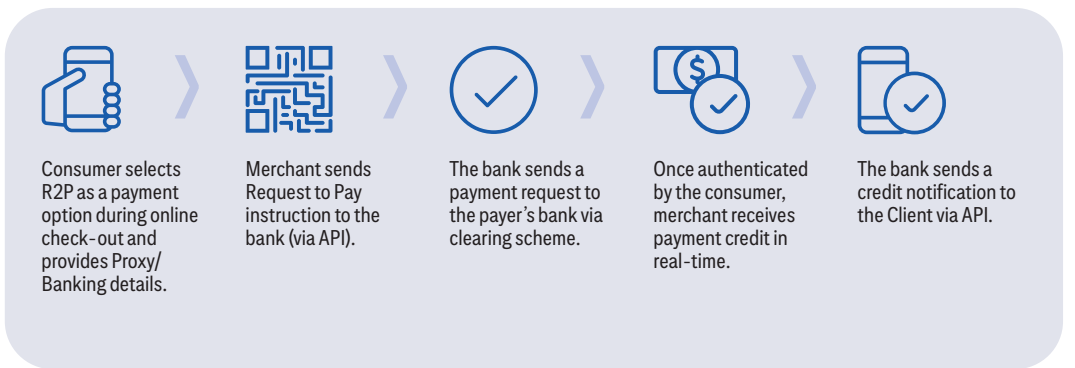 $
Consumer selects
R2P as a payment
option during online
check-out and
provides Proxy/
Banking details.
Merchant sends
Request to Pay
instruction to the
bank (via API).
The bank sends a
payment request to
the payer's bank via
clearing scheme.
Once authenticated
by the consumer,
merchant receives
payment credit in
real-time.
The bank sends a
credit notification to
the Client via API.